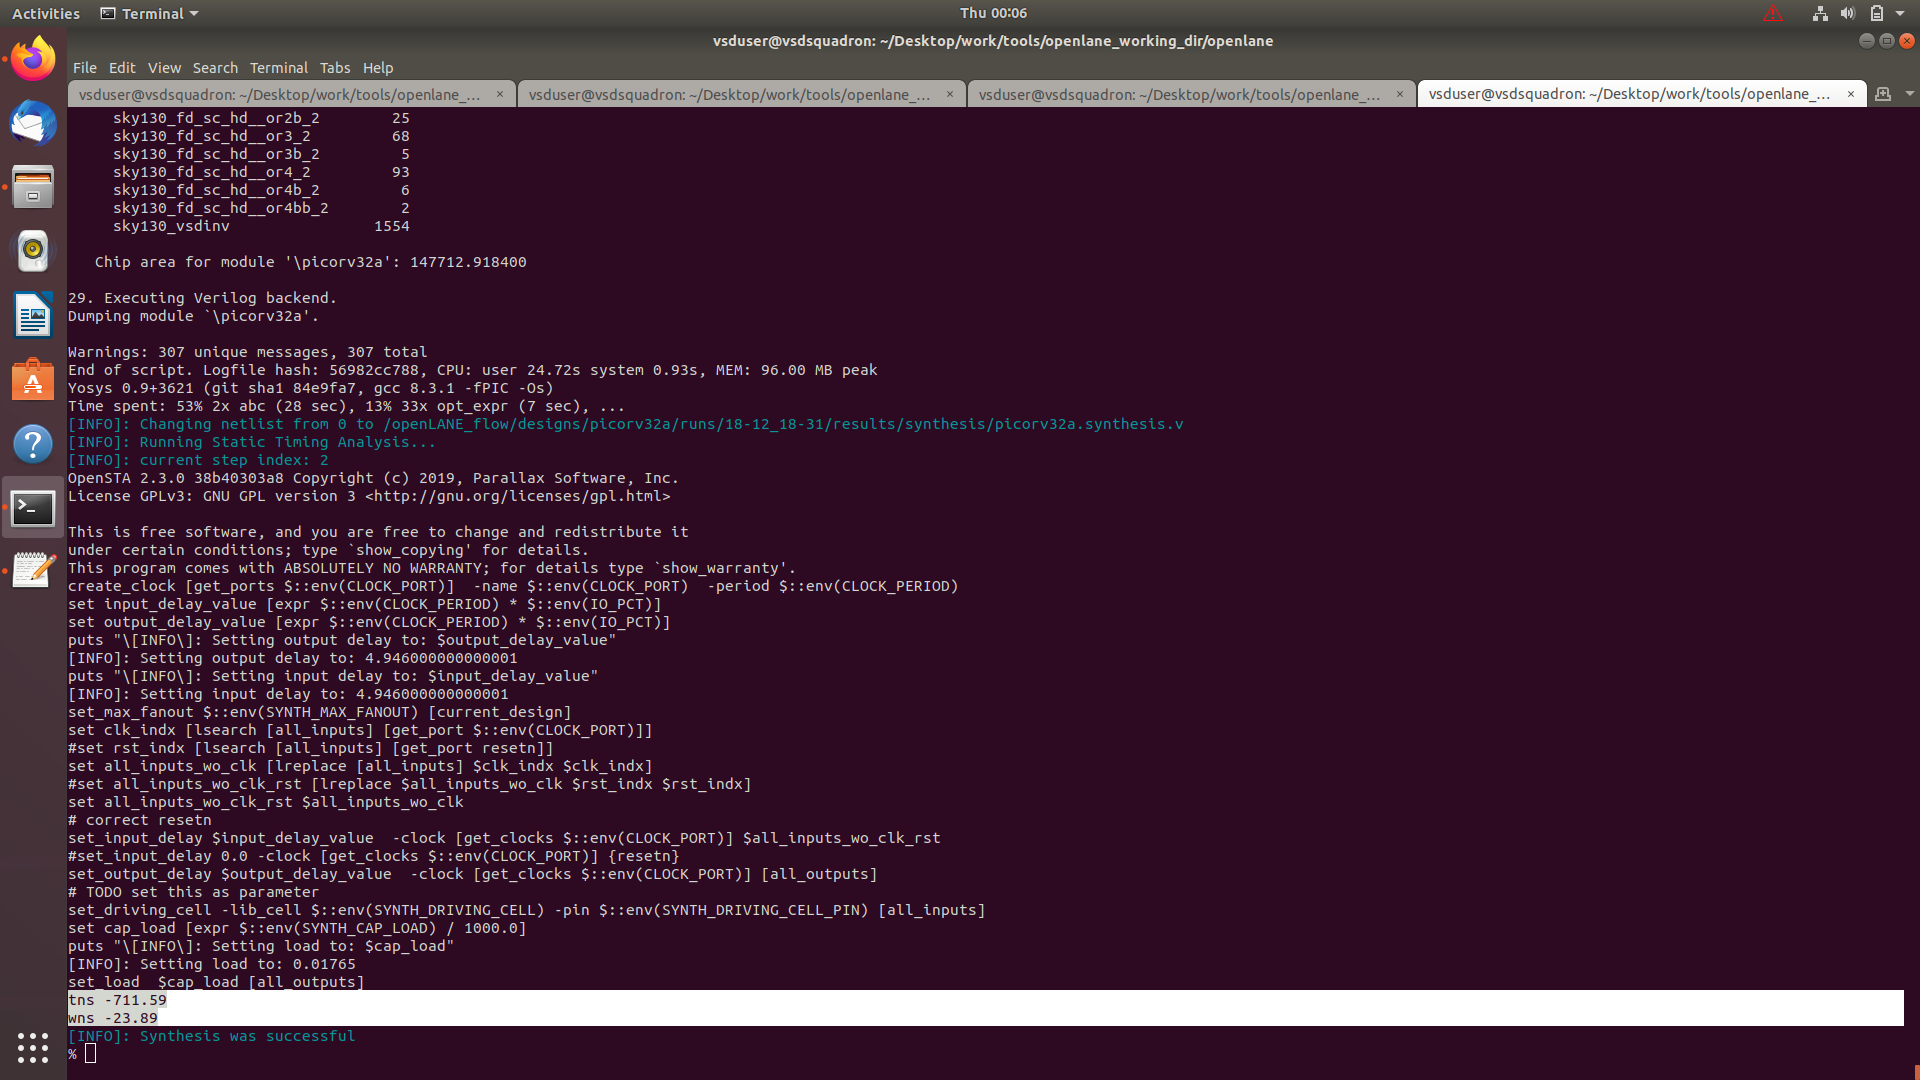 Activities Terminal Thu 00:06
vsduser@vsdsquadron: ~/Desktop/work/tools/openlane_working_dir/openlane
File Edit View Search Terminal Tabs Help
vsduser@vsdsquadron: ~/Desktop/work/tools/openlane_... × vsduser@vsdsquadron: ~/Desktop/work/tools/openlane_... × vsduser@vsdsquadron: ~/Desktop/work/tools/openlane_... × vsduser@vsdsquadron: ~/Desktop/work/tools/openlane_... ×
sky130_fd_sc_hd__or2b_2 25
sky130_fd_sc_hd__or3_2 68
sky130_fd_sc_hd__or3b_2 5
sky130_fd_sc_hd__or4_2 93
sky130_fd_sc_hd__or4b_2 6
sky130_fd_sc_hd__or4bb_2 2
sky130_vsdinv 1554
Chip area for module '\picorv32a': 147712.918400
29. Executing Verilog backend.
Dumping module `\picorv32a'.
Warnings: 307 unique messages, 307 total
End of script. Logfile hash: 56982cc788, CPU: user 24.72s system 0.93s, MEM: 96.00 MB peak
Yosys 0.9+3621 (git sha1 84e9fa7, gcc 8.3.1 -fPIC -Os)
Time spent: 53% 2x abc (28 sec), 13% 33x opt_expr (7 sec), ...
[INFO]: Changing netlist from 0 to /openLANE_flow/designs/picorv32a/runs/18-12_18-31/results/synthesis/picorv32a.synthesis.v
[INFO]: Running Static Timing Analysis...
[INFO]: current step index: 2
OpenSTA 2.3.0 38b40303a8 Copyright (c) 2019, Parallax Software, Inc.
License GPLv3: GNU GPL version 3 <http://gnu.org/licenses/gpl.html>
This is free software, and you are free to change and redistribute it
under certain conditions; type `show_copying' for details.
This program comes with ABSOLUTELY NO WARRANTY; for details type `show_warranty'.
create_clock [get_ports $::env(CLOCK_PORT)]  -name $::env(CLOCK_PORT)  -period $::env(CLOCK_PERIOD)
set input_delay_value [expr $::env(CLOCK_PERIOD) * $::env(IO_PCT)]
set output_delay_value [expr $::env(CLOCK_PERIOD) * $::env(IO_PCT)]
puts "\[INFO\]: Setting output delay to: $output_delay_value"
[INFO]: Setting output delay to: 4.946000000000001
puts "\[INFO\]: Setting input delay to: $input_delay_value"
[INFO]: Setting input delay to: 4.946000000000001
set_max_fanout $::env(SYNTH_MAX_FANOUT) [current_design]
set clk_indx [lsearch [all_inputs] [get_port $::env(CLOCK_PORT)]]
#set rst_indx [lsearch [all_inputs] [get_port resetn]]
set all_inputs_wo_clk [lreplace [all_inputs] $clk_indx $clk_indx]
#set all_inputs_wo_clk_rst [lreplace $all_inputs_wo_clk $rst_indx $rst_indx]
set all_inputs_wo_clk_rst $all_inputs_wo_clk
# correct resetn
set_input_delay $input_delay_value  -clock [get_clocks $::env(CLOCK_PORT)] $all_inputs_wo_clk_rst
#set_input_delay 0.0 -clock [get_clocks $::env(CLOCK_PORT)] {resetn}
set_output_delay $output_delay_value  -clock [get_clocks $::env(CLOCK_PORT)] [all_outputs]
# TODO set this as parameter
set_driving_cell -lib_cell $::env(SYNTH_DRIVING_CELL) -pin $::env(SYNTH_DRIVING_CELL_PIN) [all_inputs]
set cap_load [expr $::env(SYNTH_CAP_LOAD) / 1000.0]
puts "\[INFO\]: Setting load to: $cap_load"
[INFO]: Setting load to: 0.01765
set_load  $cap_load [all_outputs]
tns -711.59
wns -23.89
[INFO]: Synthesis was successful
%